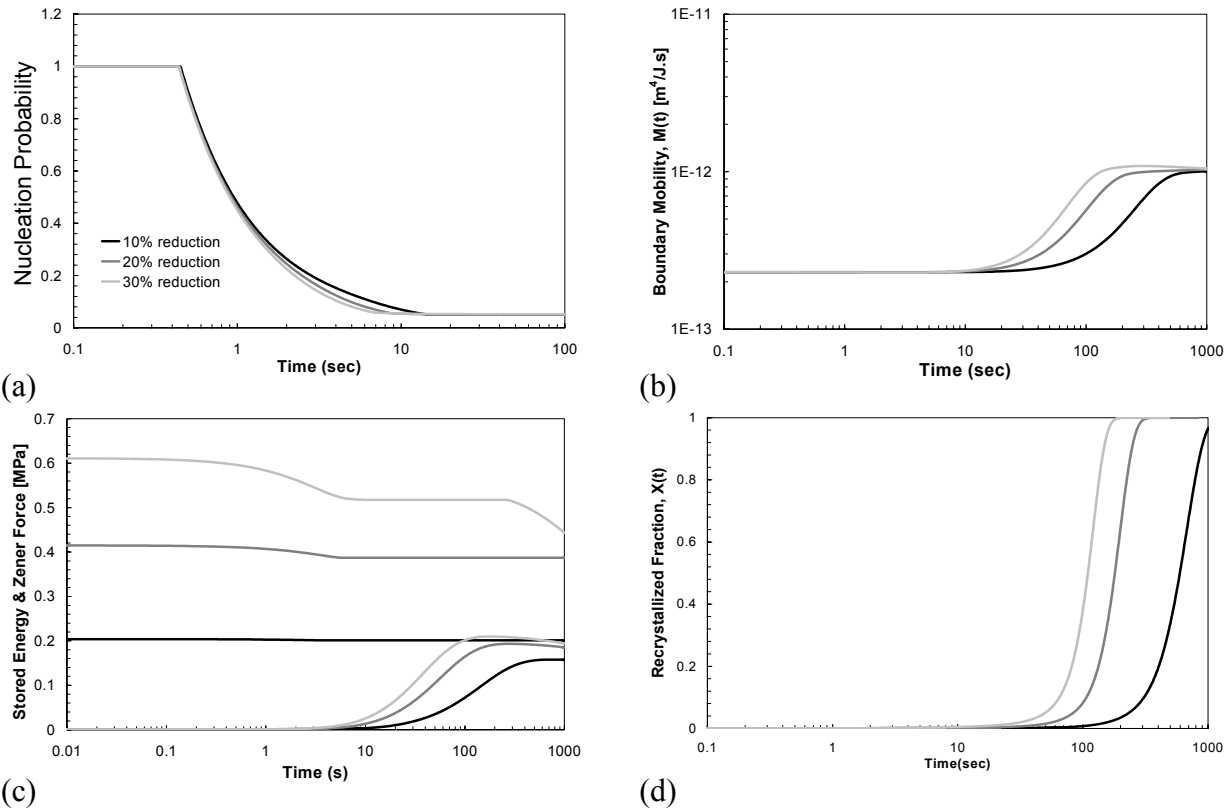 1.2
1
0.8
0.6
0.4
0.2
0
Nucleation Probability
10% reduction
20% reduction
30% reduction
0.1 1 10 100
Time (sec)
(a)
1E-11
1E-12
1E-13
Boundary Mobility, M(t) [m⁴/J.s]
0.1 1 10 100 1000
Time (sec)
(b)
0.7
0.6
0.5
0.4
0.3
0.2
0.1
0
Stored Energy & Zener Force [MPa]
0.01 0.1 1 10 100 1000
Time (s)
(c)
1
0.8
0.6
0.4
0.2
0
Recrystallized Fraction, X(t)
0.1 1 10 100 1000
Time(sec)
(d)